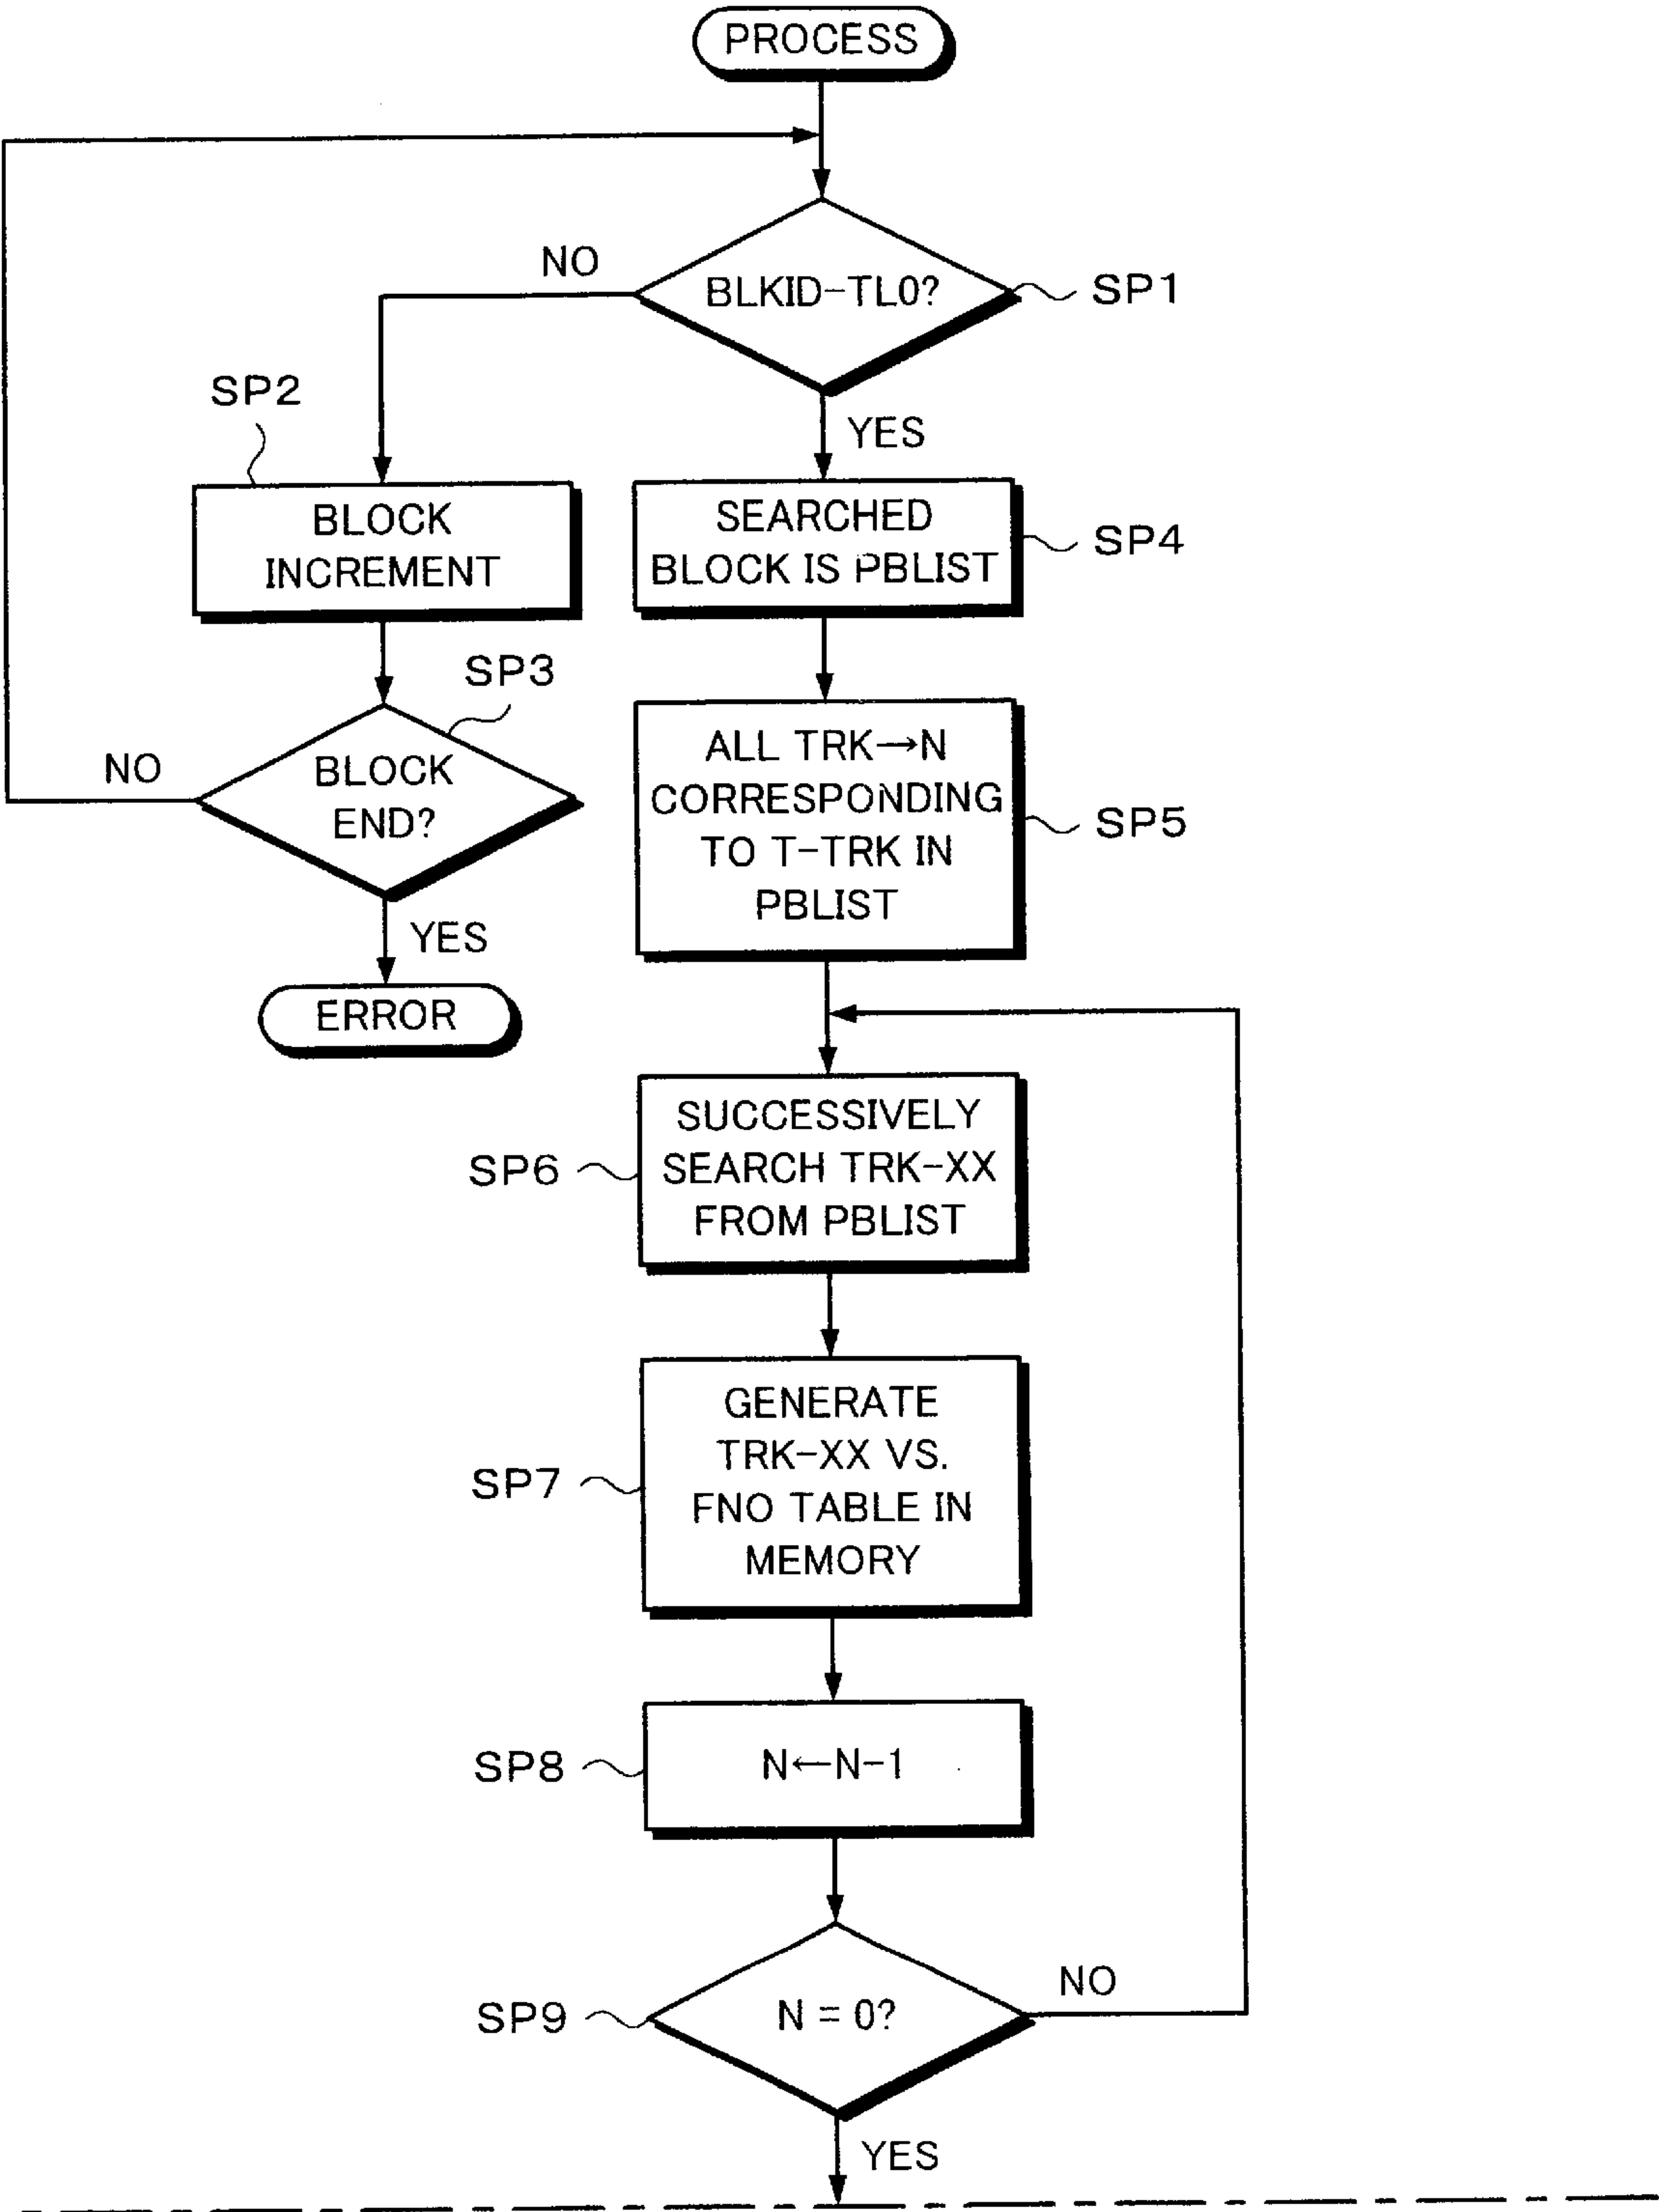 PROCESS
BLKID-TL0?
SP1
NO
YES
SP2
BLOCK
INCREMENT
SEARCHED
BLOCK IS PBLIST
SP4
SP3
BLOCK
END?
NO
YES
ERROR
ALL TRK→N
CORRESPONDING
TO T-TRK IN
PBLIST
SP5
SUCCESSIVELY
SEARCH TRK-XX
FROM PBLIST
SP6
GENERATE
TRK-XX VS.
FNO TABLE IN
MEMORY
SP7
N←N-1
SP8
N = 0?
SP9
NO
YES